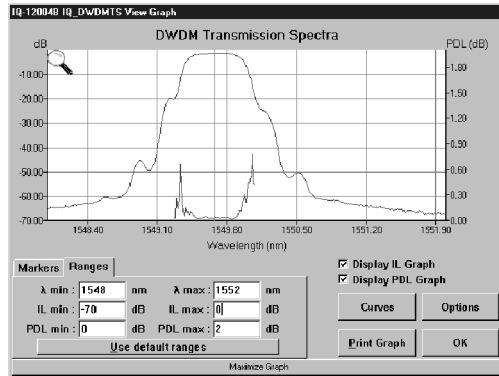 IQ-12004B IQ_DWDMTS View Graph
DWDM Transmission Spectra
dB
PDL (dB)
-10.00
-20.00
-30.00
-40.00
-50.00
-60.00
-70.00
1.80
1.50
1.20
0.90
0.60
0.30
0.00
1548.40 1549.10 1549.80 1550.50 1551.20 1551.90
Wavelength (nm)
Markers Ranges
λ min : 1548 nm λ max : 1552 nm
IL min : -70 dB IL max : 0 dB
PDL min : 0 dB PDL max : 2 dB
Use default ranges
Display IL Graph
Display PDL Graph
Curves Options
Print Graph OK
Maximize Graph